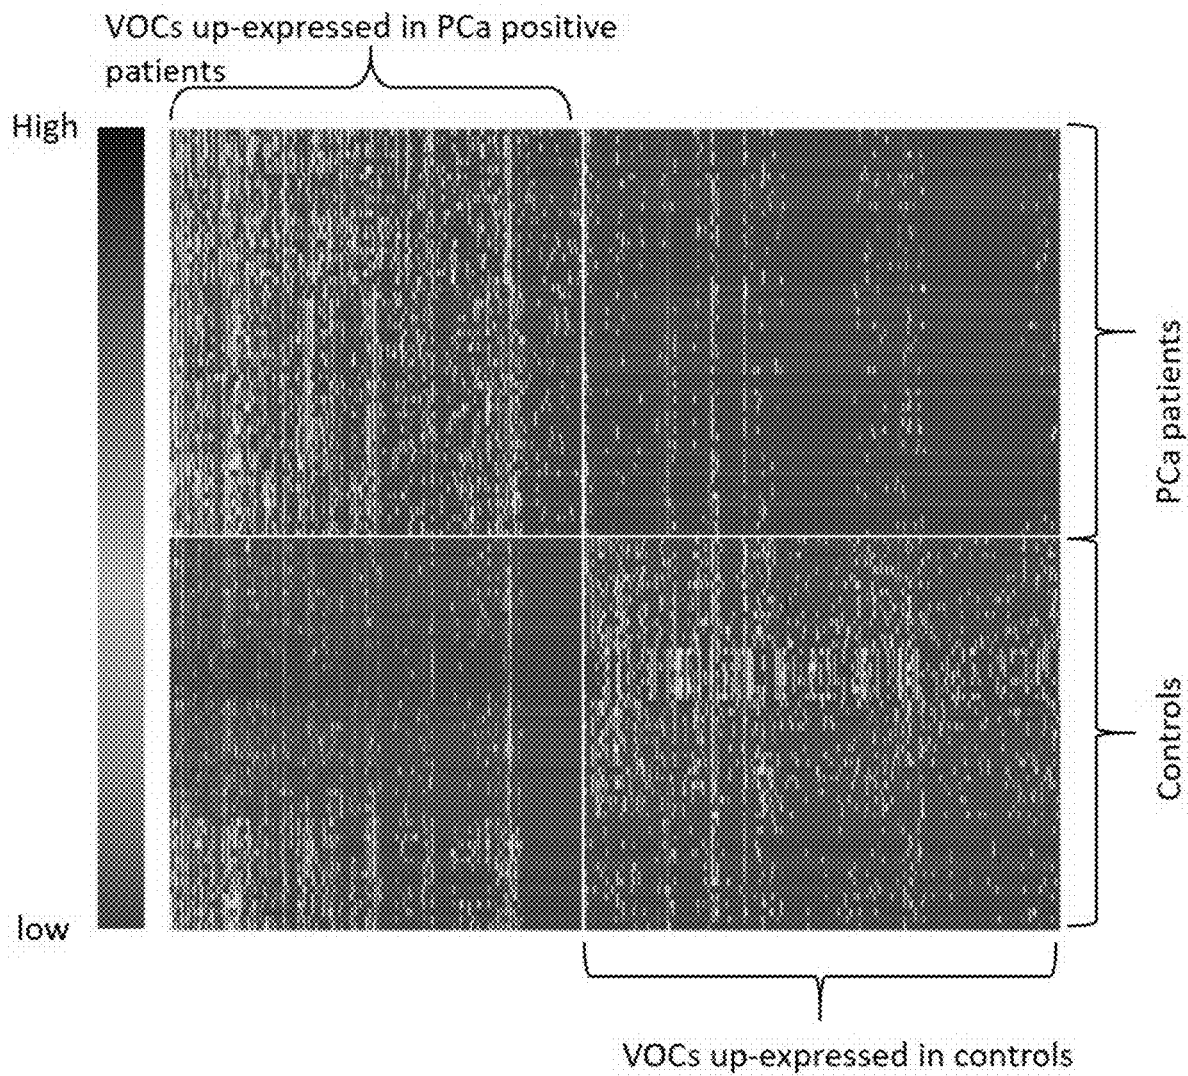 VOCs up-expressed in PCa positive
patients
High
PCa patients
Controls
low
VOCs up-expressed in controls